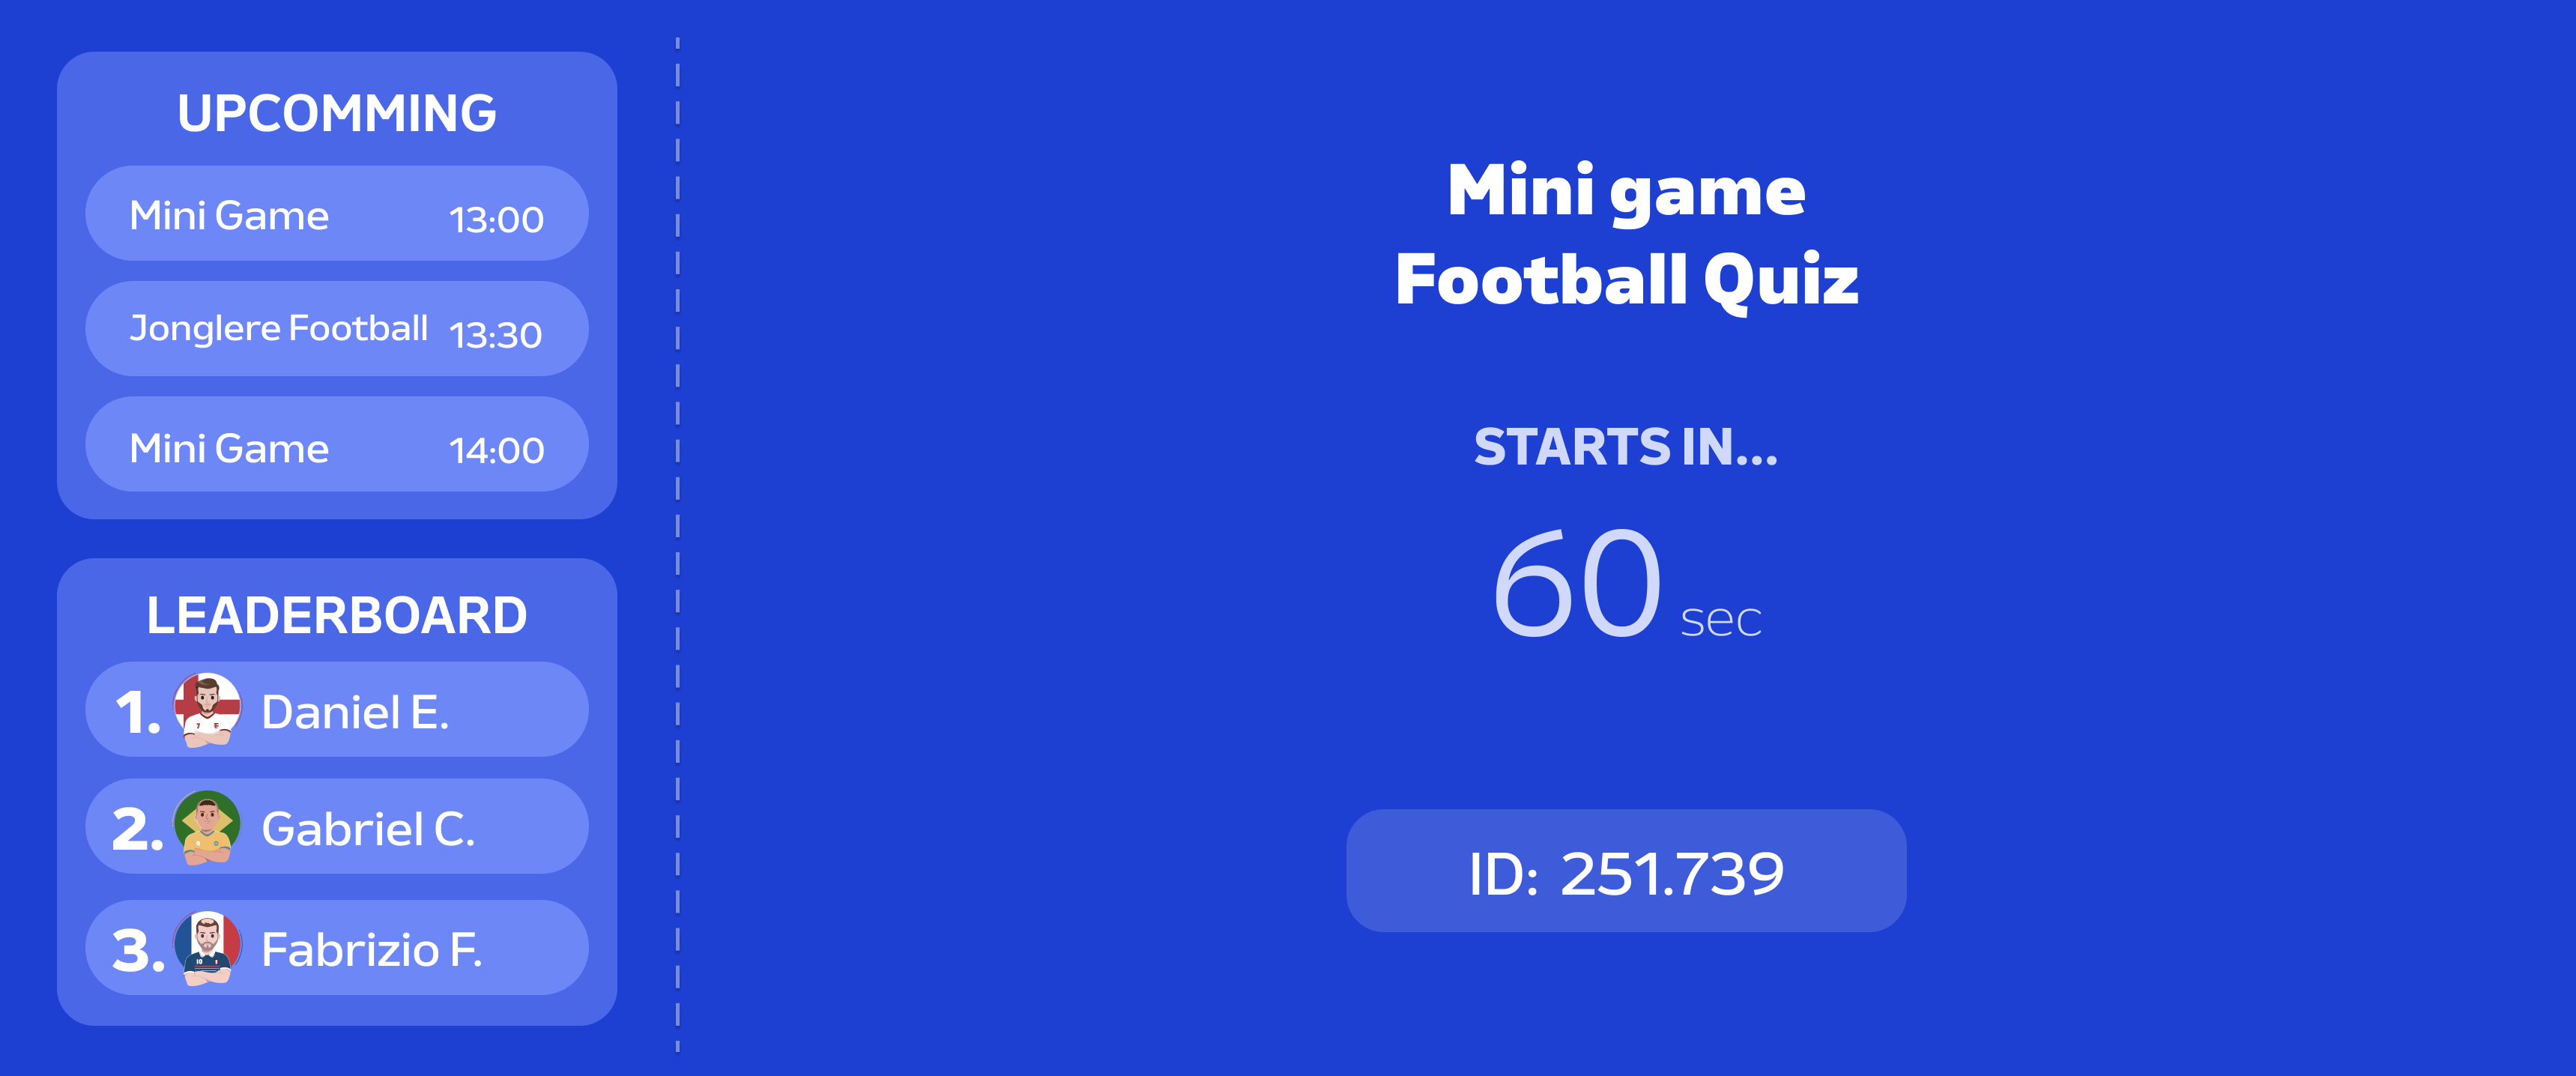 UPCOMMING
Mini Game 13:00
Jonglere Football 13:30
Mini Game 14:00
LEADERBOARD
1. Daniel E.
2. Gabriel C.
3. Fabrizio F.
Mini game
Football Quiz
STARTS IN...
60 sec
ID: 251.739